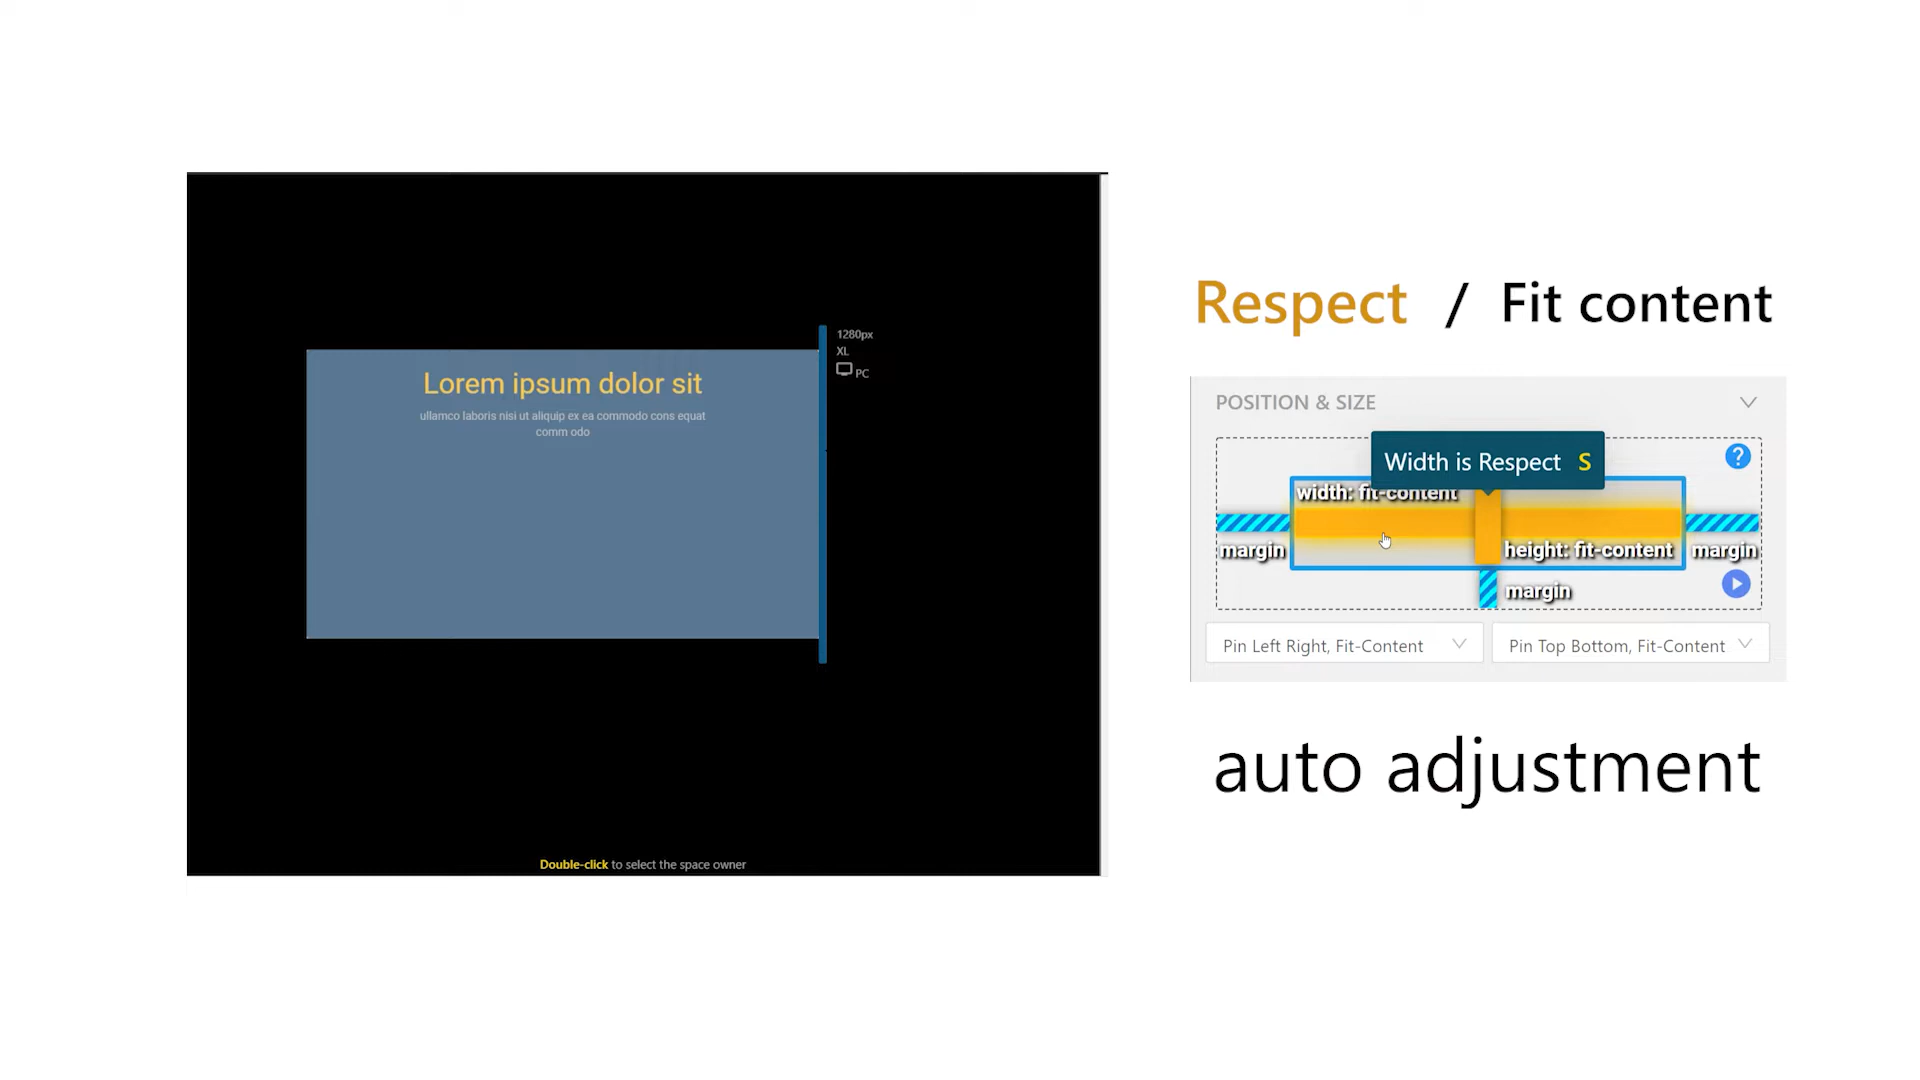 1280px
XL
PC
Lorem ipsum dolor sit
ullamco laboris nisi ut aliquip ex ea commodo cons equat
comm odo
Double-click to select the space owner
Respect / Fit content
POSITION & SIZE
Width is Respect S
?
width: fit-content
margin
height: fit-content
margin
margin
Pin Left Right, Fit-Content
Pin Top Bottom, Fit-Content
auto adjustment